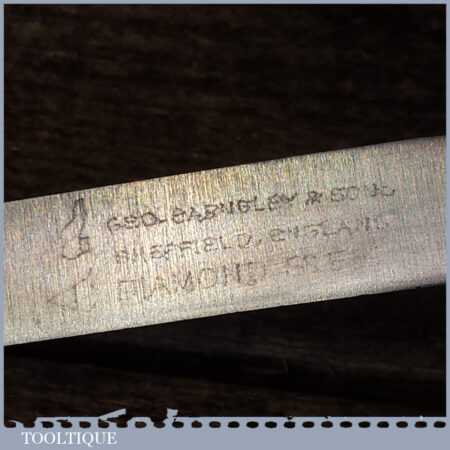 GEO. BARNSLEY & SONS
SHEFFIELD, ENGLAND
DIAMOND STEEL
TOOLTIQUE